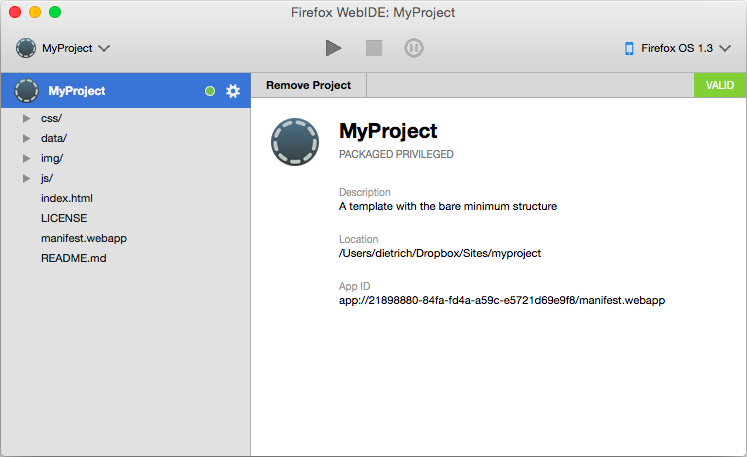 Firefox WebIDE: MyProject
MyProject
Firefox OS 1.3
MyProject
Remove Project
VALID
css/
data/
img/
js/
index.html
LICENSE
manifest.webapp
README.md
MyProject
PACKAGED PRIVILEGED
Description
A template with the bare minimum structure
Location
/Users/dietrich/Dropbox/Sites/myproject
App ID
app://21898880-84fa-fd4a-a59c-e5721d69e9f8/manifest.webapp